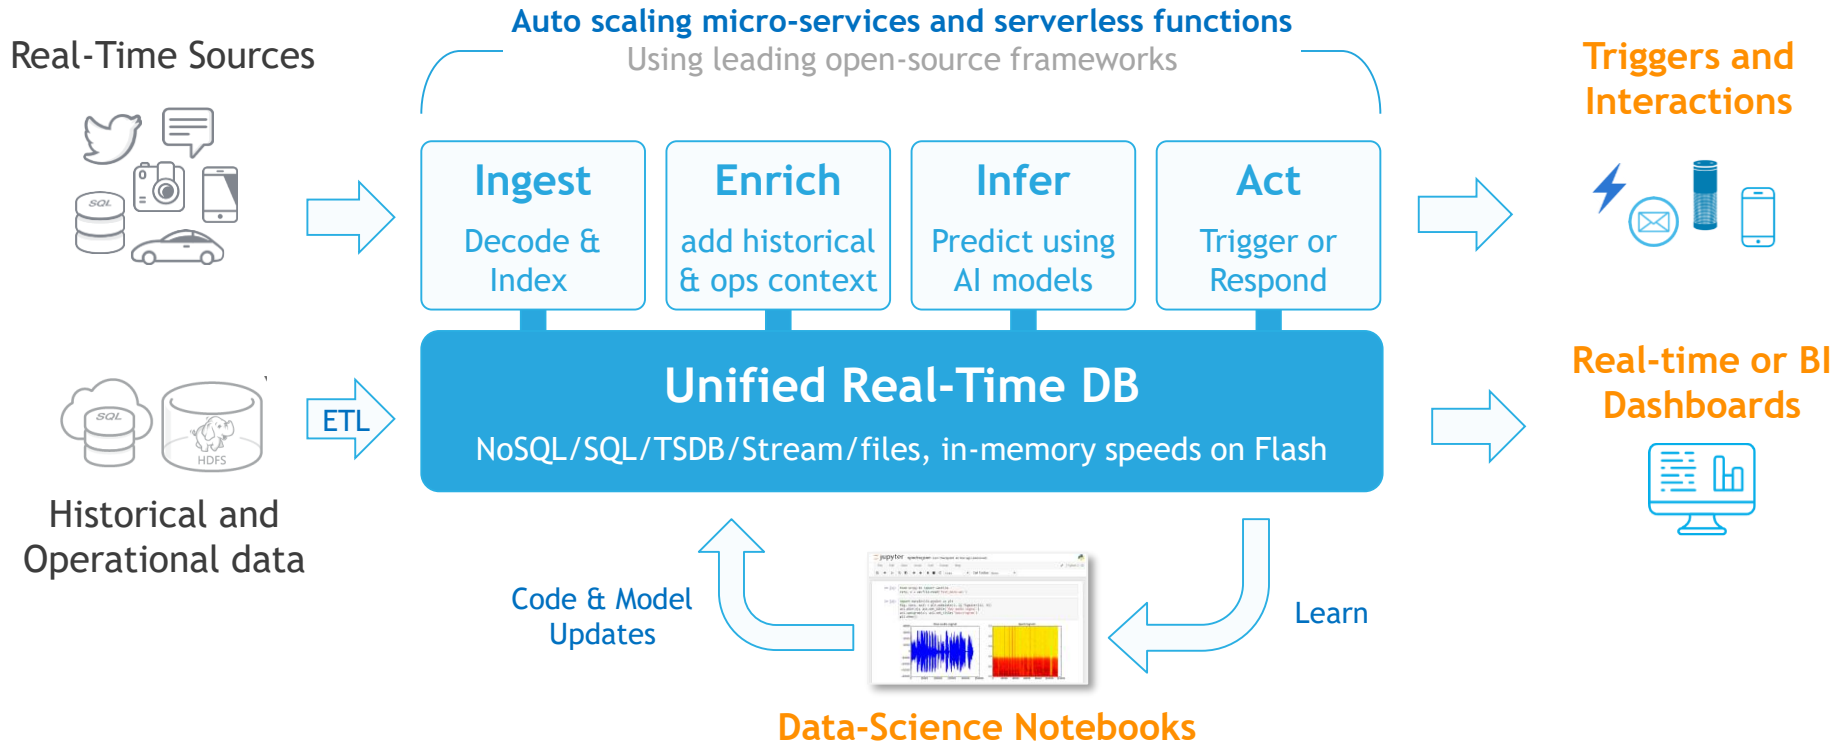 Auto scaling micro-services and serverless functions
Using leading open-source frameworks
Real-Time Sources
SQL
Ingest
Decode &
Index
Enrich
add historical
& ops context
Infer
Predict using
AI models
Act
Trigger or
Respond
Triggers and
Interactions
SQL
HDFS
ETL
Historical and
Operational data
Unified Real-Time DB
NoSQL/SQL/TSDB/Stream/files, in-memory speeds on Flash
Real-time or BI
Dashboards
Code & Model
Updates
jupyter
Learn
Data-Science Notebooks